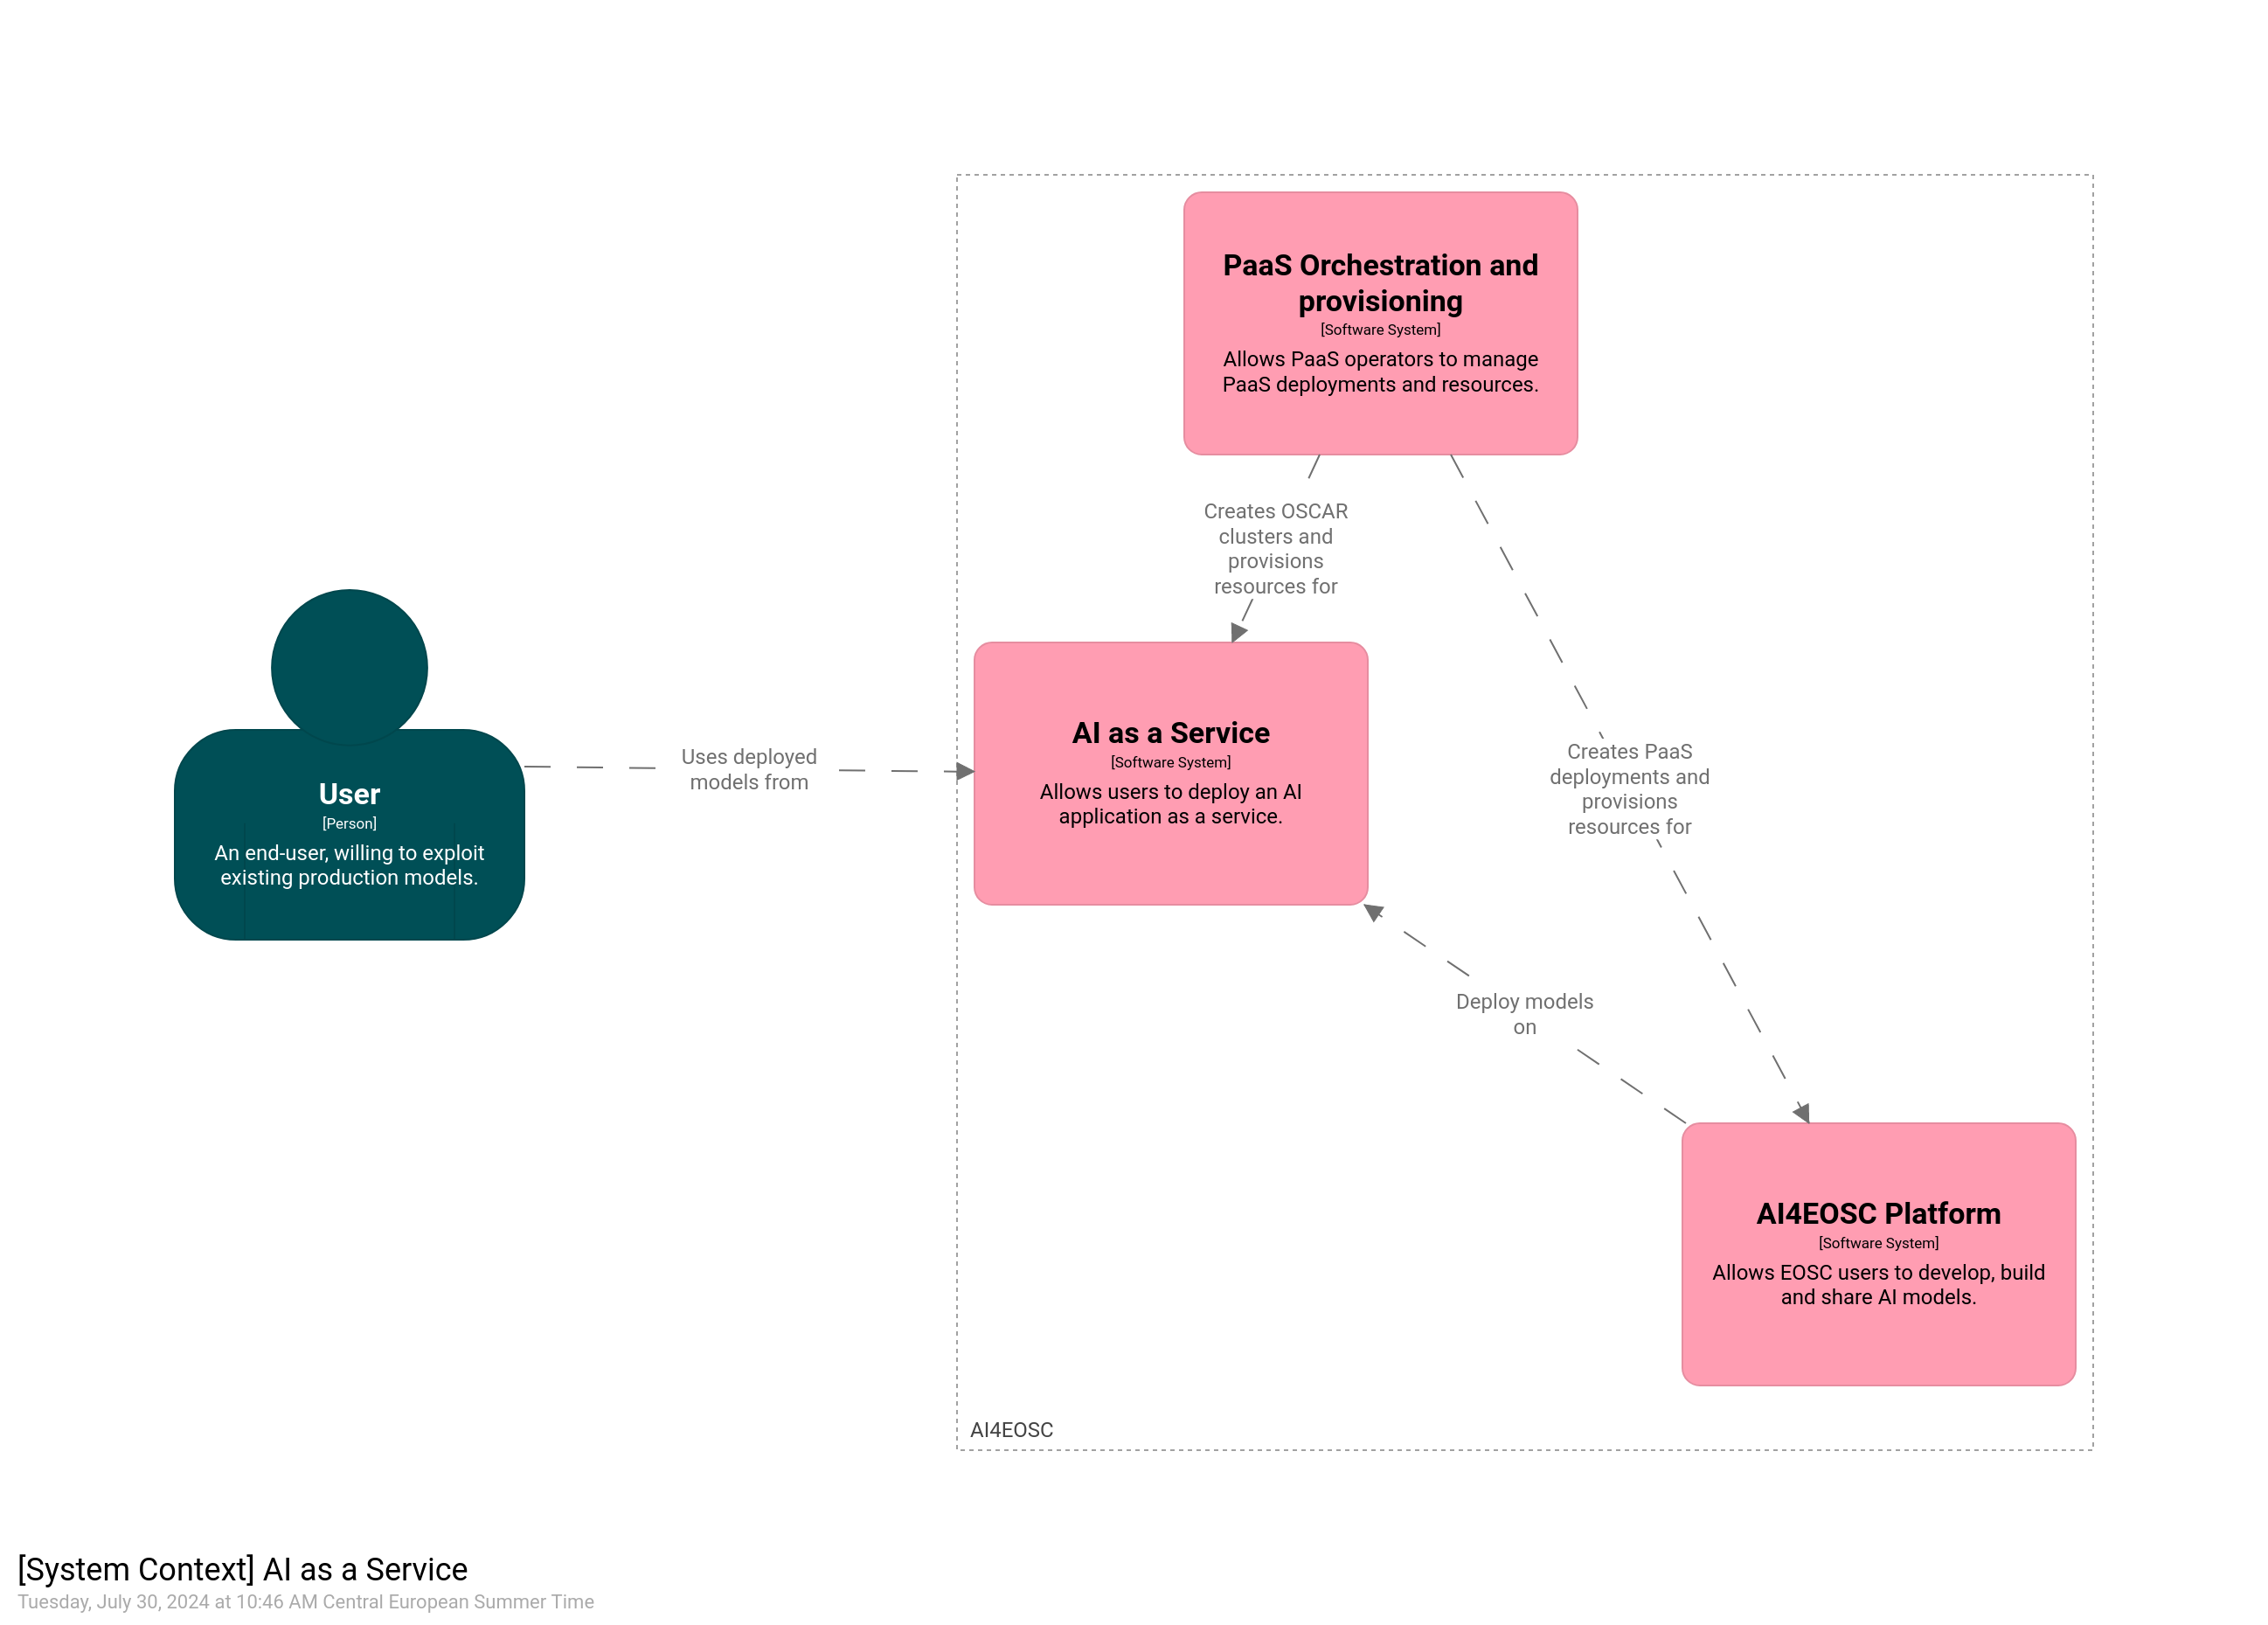 PaaS Orchestration and
provisioning
[Software System]
Allows PaaS operators to manage
PaaS deployments and resources.
Creates OSCAR
clusters and
provisions
resources for
User
[Person]
An end-user, willing to exploit
existing production models.
Uses deployed
models from
AI as a Service
[Software System]
Allows users to deploy an AI
application as a service.
Creates PaaS
deployments and
provisions
resources for
Deploy models
on
AI4EOSC Platform
[Software System]
Allows EOSC users to develop, build
and share AI models.
AI4EOSC
[System Context] AI as a Service
Tuesday, July 30, 2024 at 10:46 AM Central European Summer Time